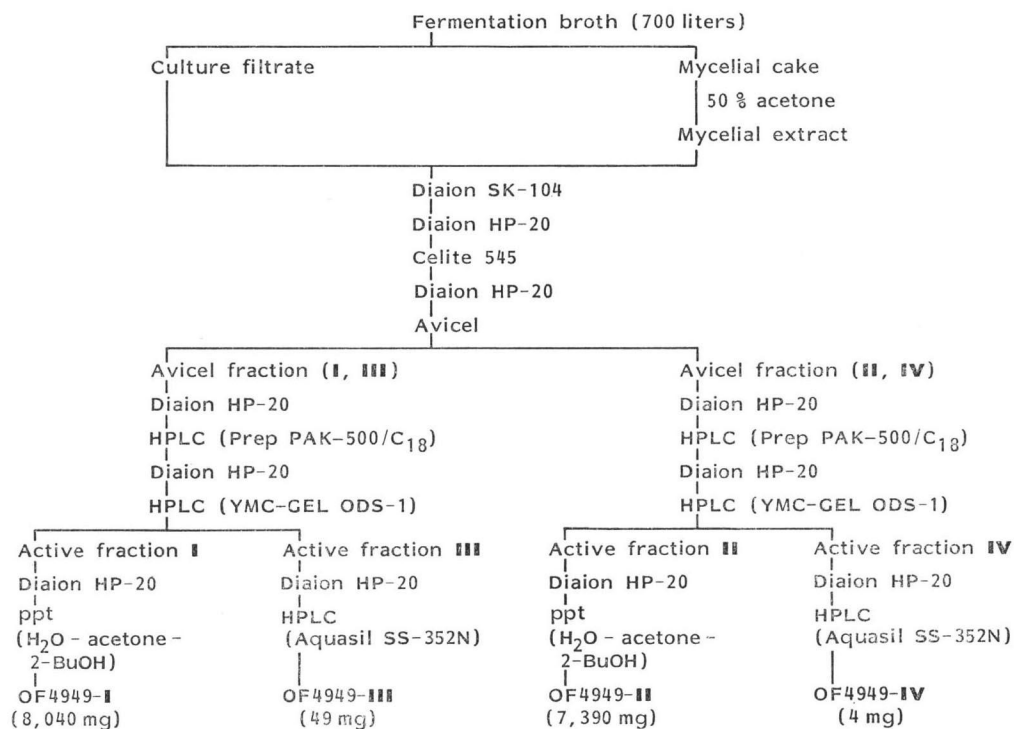 Fermentation broth (700 liters)
Culture filtrate
Mycelial cake
50 % acetone
Mycelial extract
Diaion SK-104
Diaion HP-20
Celite 545
Diaion HP-20
Avicel
Avicel fraction (I, III)
Diaion HP-20
HPLC (Prep PAK-500/C18)
Diaion HP-20
HPLC (YMC-GEL ODS-1)
Avicel fraction (II, IV)
Diaion HP-20
HPLC (Prep PAK-500/C18)
Diaion HP-20
HPLC (YMC-GEL ODS-1)
Active fraction I
Diaion HP-20
ppt
(H2O - acetone -
2-BuOH)
OF4949-I
(8,040 mg)
Active fraction III
Diaion HP-20
HPLC
(Aquasil SS-352N)
OF4949-III
(49 mg)
Active fraction II
Diaion HP-20
ppt
(H2O - acetone -
2-BuOH)
OF4949-II
(7,390 mg)
Active fraction IV
Diaion HP-20
HPLC
(Aquasil SS-352N)
OF4949-IV
(4 mg)